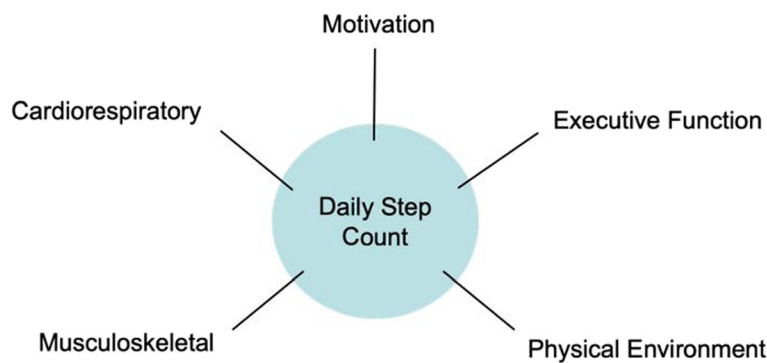 Motivation
Cardiorespiratory
Executive Function
Daily Step
Count
Musculoskeletal
Physical Environment